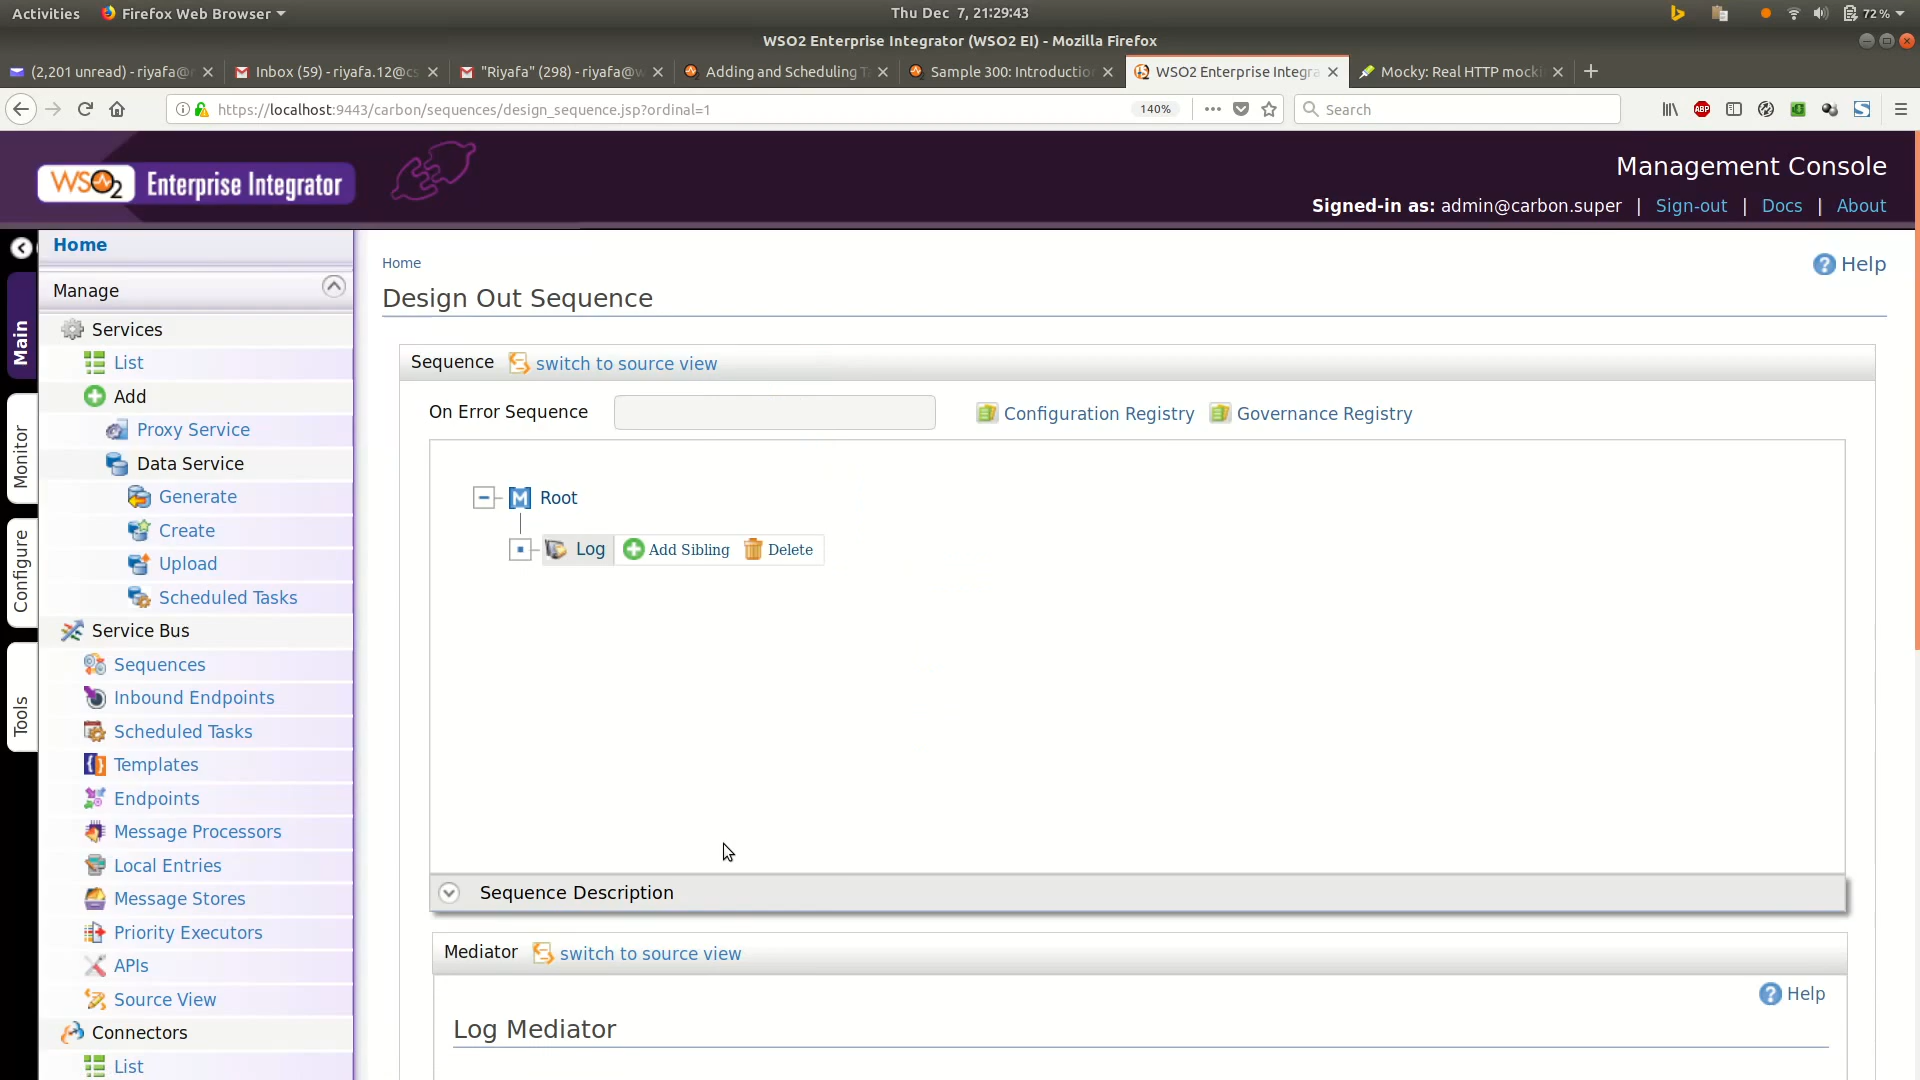 Activities Firefox Web Browser Thu Dec 7, 21:29:43 72 %
WSO2 Enterprise Integrator (WSO2 EI) - Mozilla Firefox
(2,201 unread) - riyafa@ Inbox (59) - riyafa.12@cs "Riyafa" (298) - riyafa@w Adding and Scheduling T Sample 300: Introductio WSO2 Enterprise Integra Mocky: Real HTTP mocki
https://localhost:9443/carbon/sequences/design_sequence.jsp?ordinal=1 140% Search ABP
WSO2 Enterprise Integrator
Management Console
Signed-in as: admin@carbon.super | Sign-out | Docs | About
Main
Monitor
Configure
Tools
Home
Manage
Services
List
Add
Proxy Service
Data Service
Generate
Create
Upload
Scheduled Tasks
Service Bus
Sequences
Inbound Endpoints
Scheduled Tasks
Templates
Endpoints
Message Processors
Local Entries
Message Stores
Priority Executors
APIs
Source View
Connectors
List
Home
Help
Design Out Sequence
Sequence switch to source view
On Error Sequence Configuration Registry Governance Registry
Root
Log Add Sibling Delete
Sequence Description
Mediator switch to source view
Help
Log Mediator